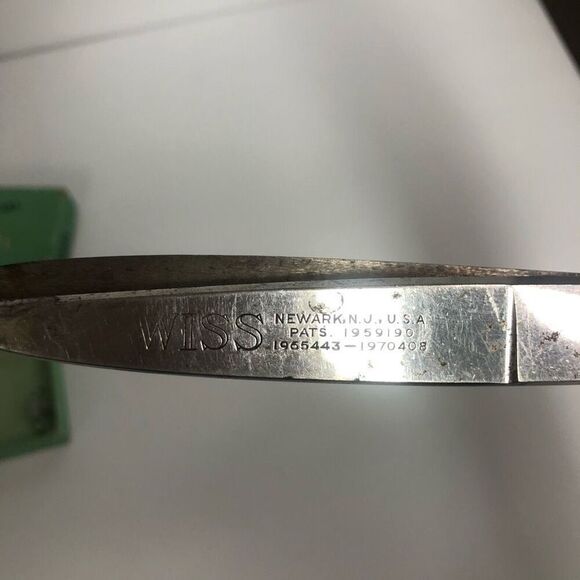 WISS
NEWARK, N.J., U.S.A
PATS. 1959190
1965443-1970408